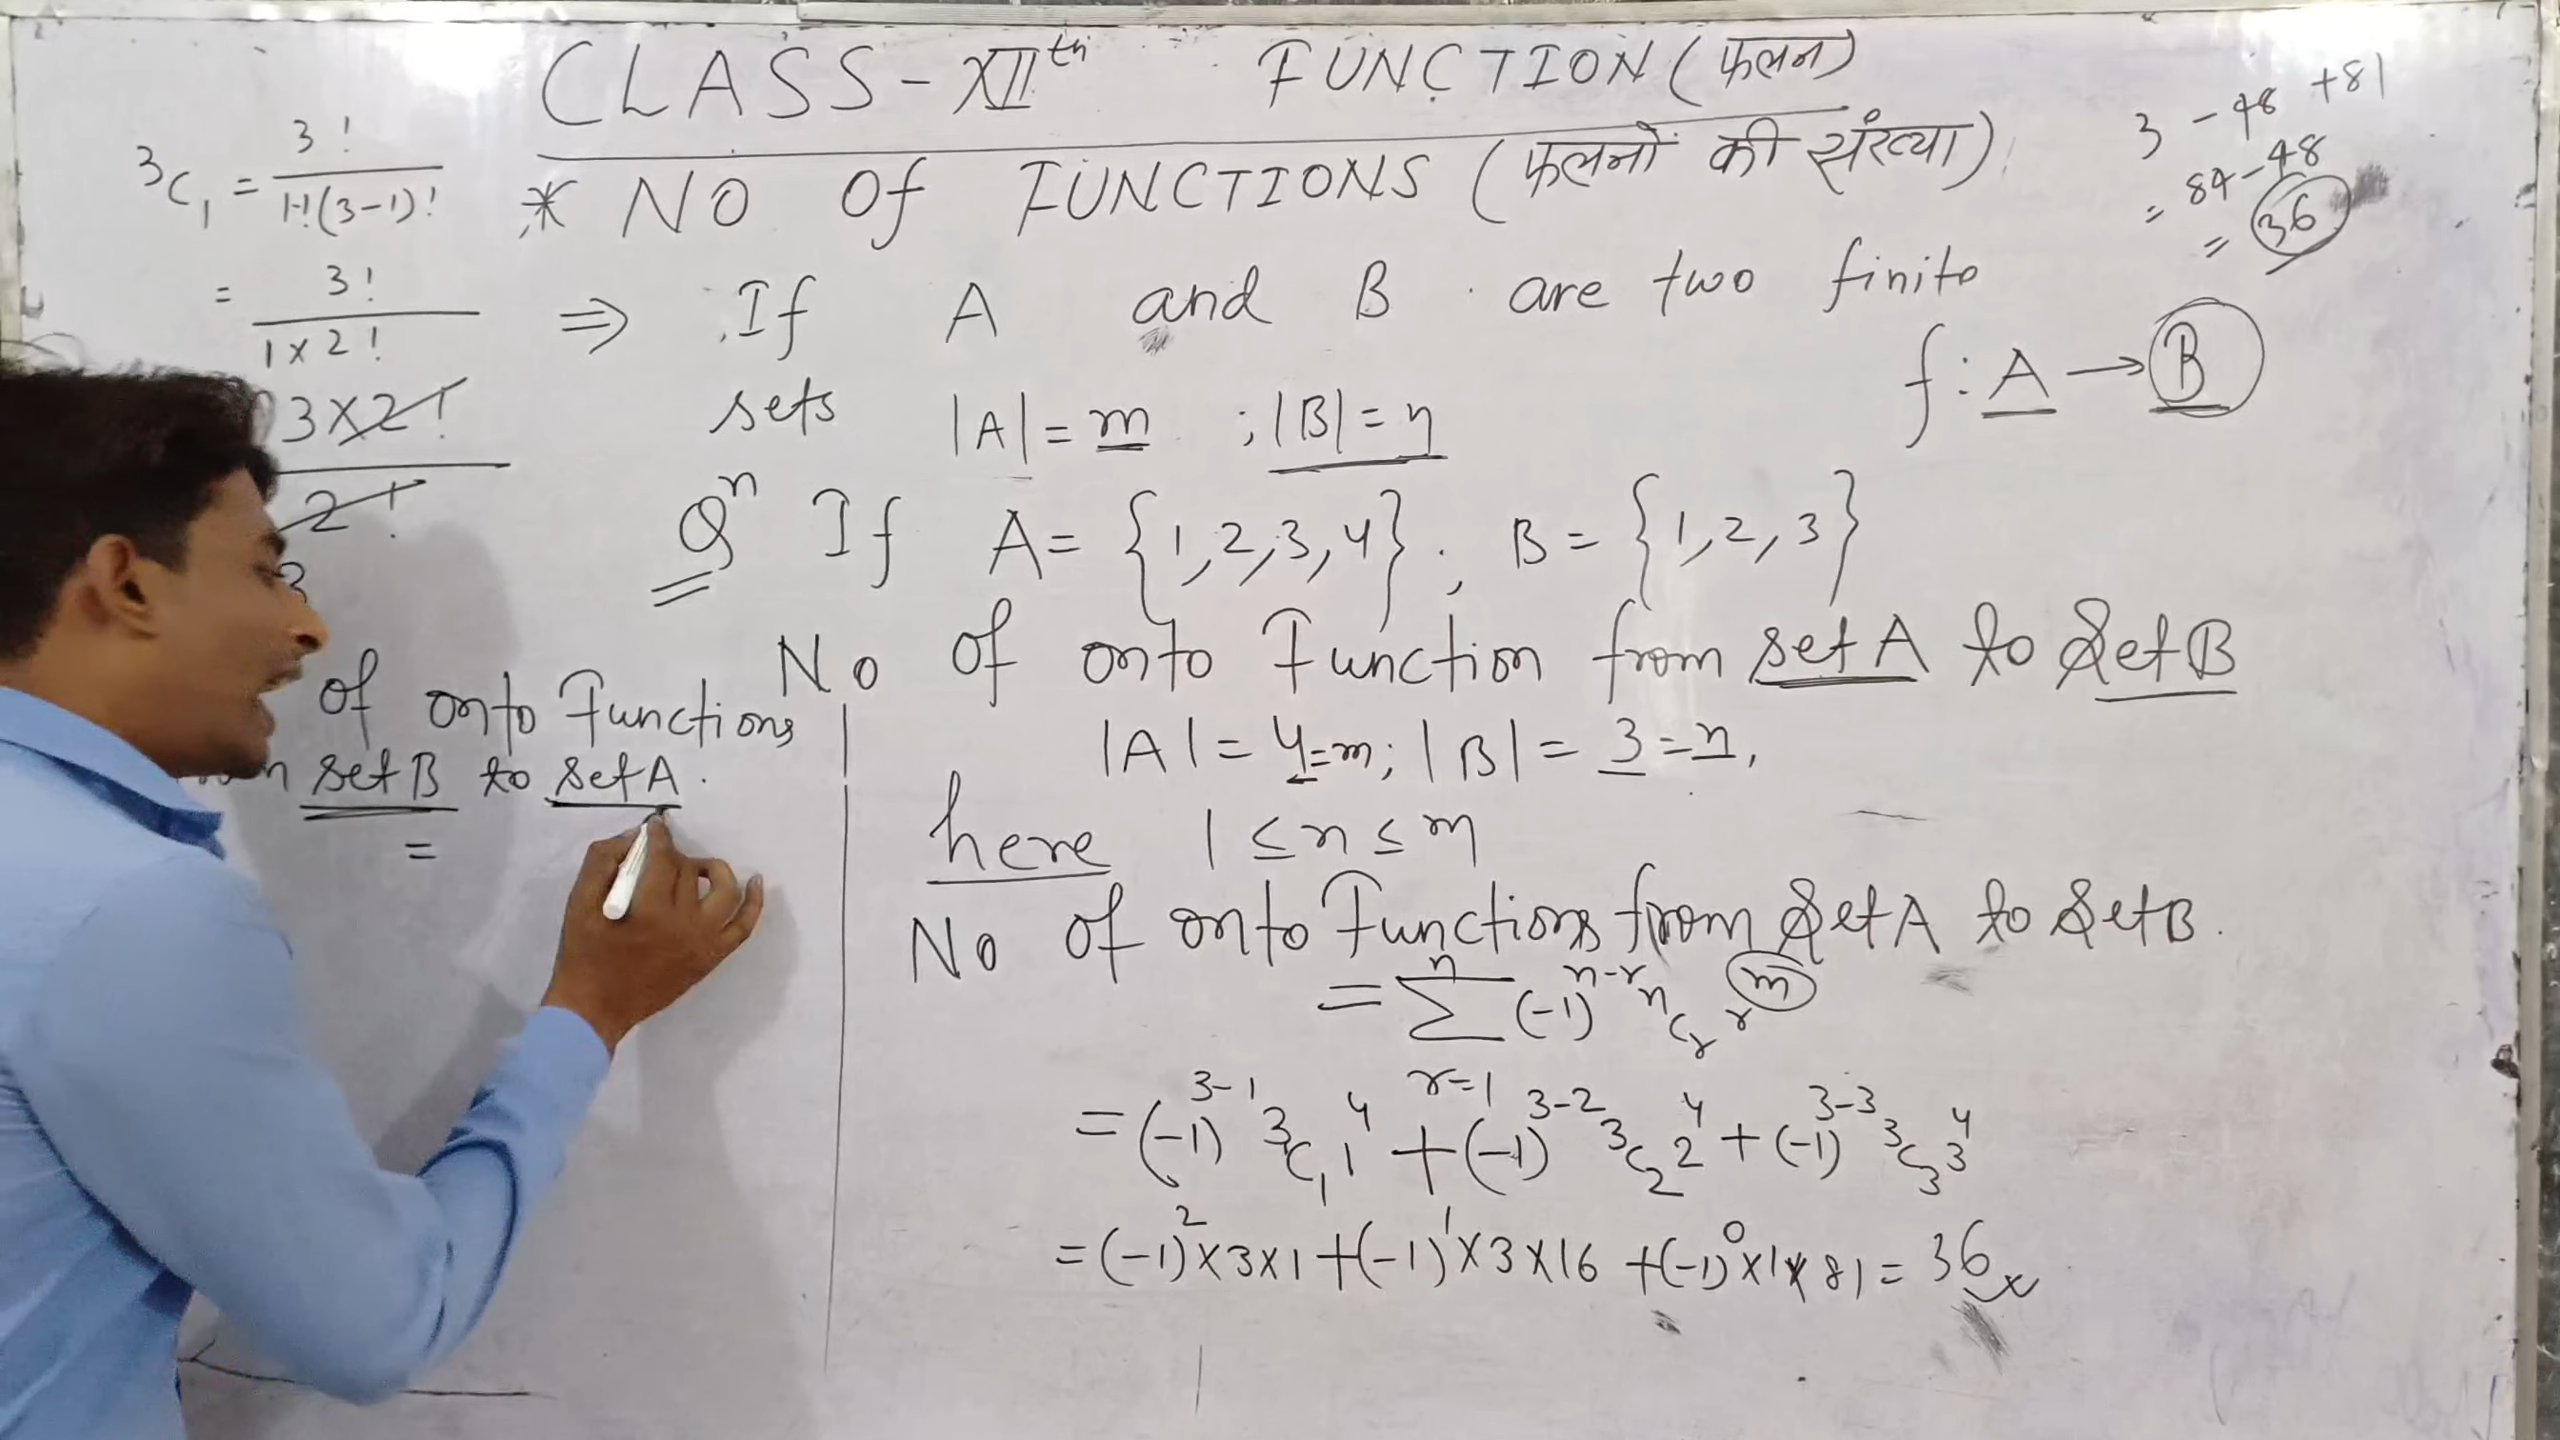 CLASS-XIIth FUNCTION (फलन)
* NO Of FUNCTIONS (फलनों की संख्या)
3C1 = 3! / 1!(3-1)!
= 3! / 1×2!
3×2! / 2!
3
3 -48 +81
= 84-48
= 36
⇒ If A and B are two finite
f: A → B
sets |A| = m ; |B| = n
Qn If A = {1,2,3,4}; B = {1,2,3}
No of onto Function from set A to Set B
|A| = 4 = m; |B| = 3 = n,
here 1 ≤ n ≤ m
No of onto Functions from Set A to Set B.
= ∑_{r=1}^{n} (-1)^{n-r} nCr r^m
= (-1)^{3-1} 3C1 1^4 + (-1)^{3-2} 3C2 2^4 + (-1)^{3-3} 3C3 3^4
= (-1)^2 × 3×1 + (-1)^1 × 3×16 + (-1)^0 ×1× 81 = 36
of onto Functions
set B to set A.
=